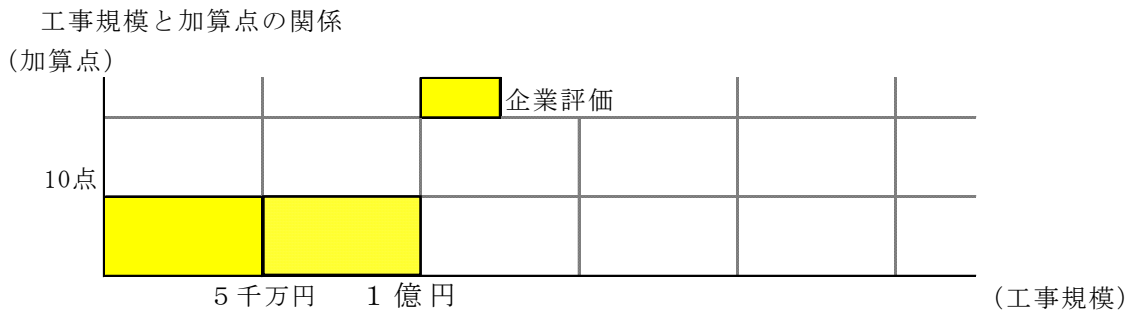 工事規模と加算点の関係
(加算点)
企業評価
10点
５千万円
１億円
(工事規模)